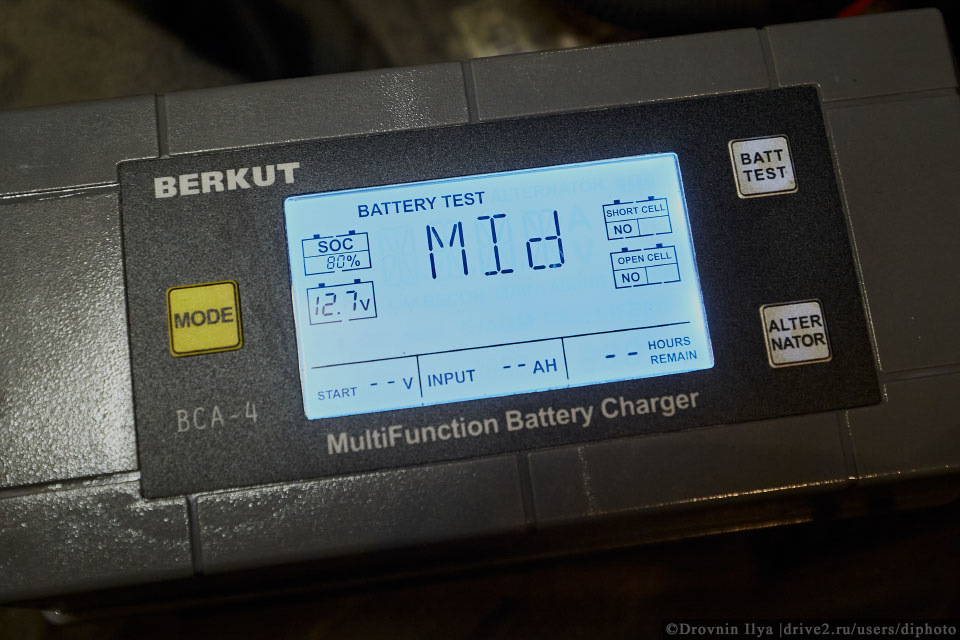 BERKUT
BATT
TEST
BATTERY TEST
MId
SOC
80%
12.7V
SHORT CELL
NO
OPEN CELL
NO
MODE
ALTER
NATOR
START --V
INPUT --AH
-- HOURS
REMAIN
BCA-4
MultiFunction Battery Charger
©Drovnin Ilya |drive2.ru/users/diphoto